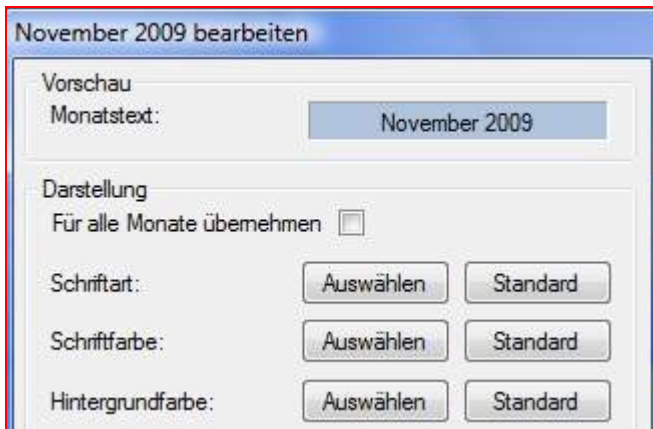 November 2009 bearbeiten
Vorschau
Monatstext: November 2009
Darstellung
Für alle Monate übernehmen
Schriftart: Auswählen Standard
Schriftfarbe: Auswählen Standard
Hintergrundfarbe: Auswählen Standard